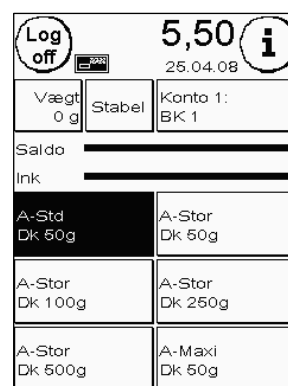 Log
off
5,50
i
25.04.08
Vægt
0 g
Stabel
Konto 1:
BK 1
Saldo
Ink
A-Std
Dk 50g
A-Stor
Dk 50g
A-Stor
Dk 100g
A-Stor
Dk 250g
A-Stor
Dk 500g
A-Maxi
Dk 50g